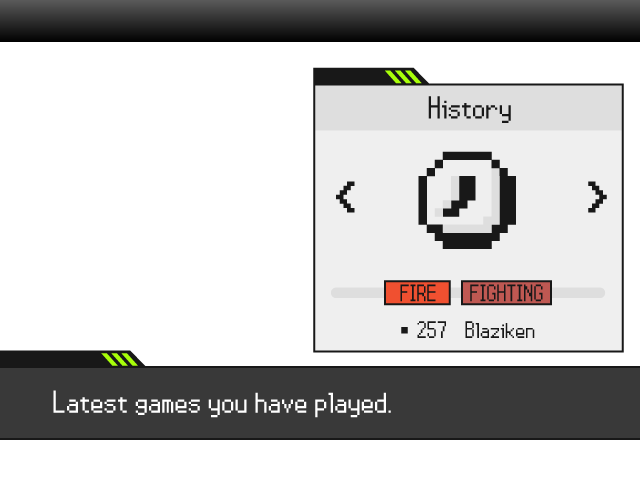 History
FIRE FIGHTING
▪ 257 Blaziken
Latest games you have played.